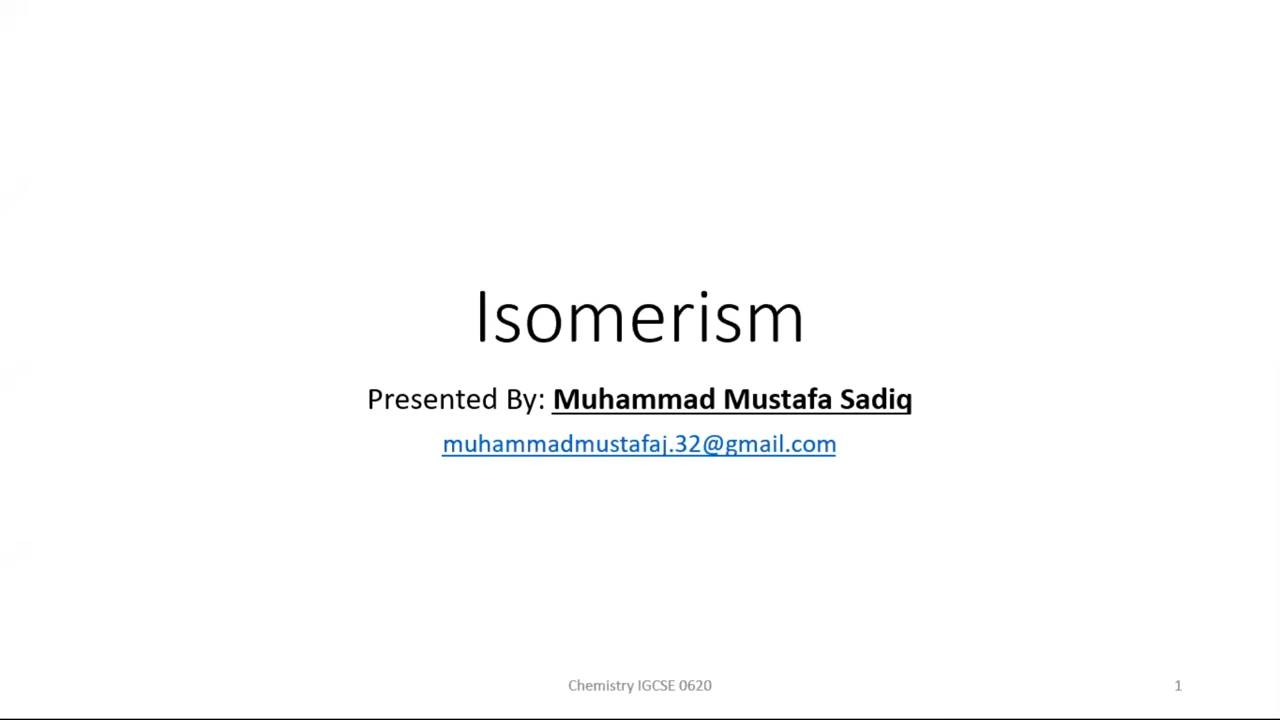 Isomerism
Presented By: Muhammad Mustafa Sadiq
muhammadmustafaj.32@gmail.com
Chemistry IGCSE 0620
1